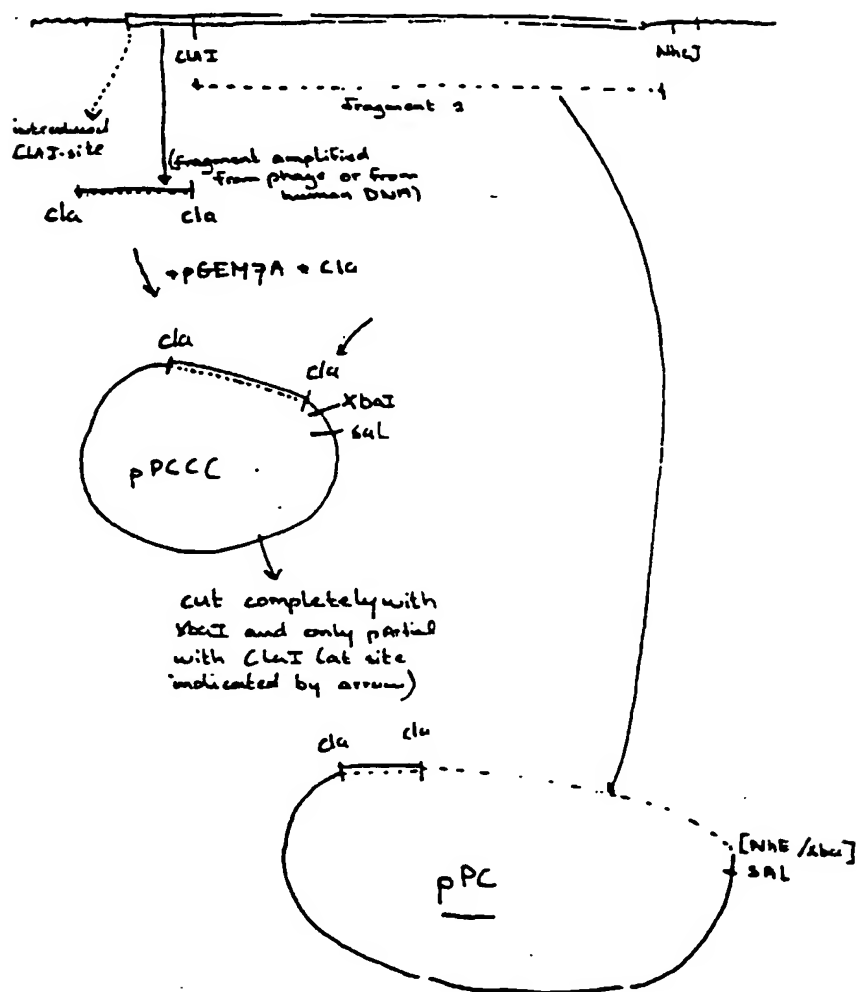 ClaI
NheI
fragment 2
introduced
ClaI-site
(fragment amplified
from phage or from
human DNA)
cla
cla
+pGEM7A * Cla
cla
cla
XbaI
saL
pPCCC
cut completely with
XbaI and only partial
with ClaI (at site
indicated by arrow)
cla
cla
[NhE/xba]
SAL
pPC